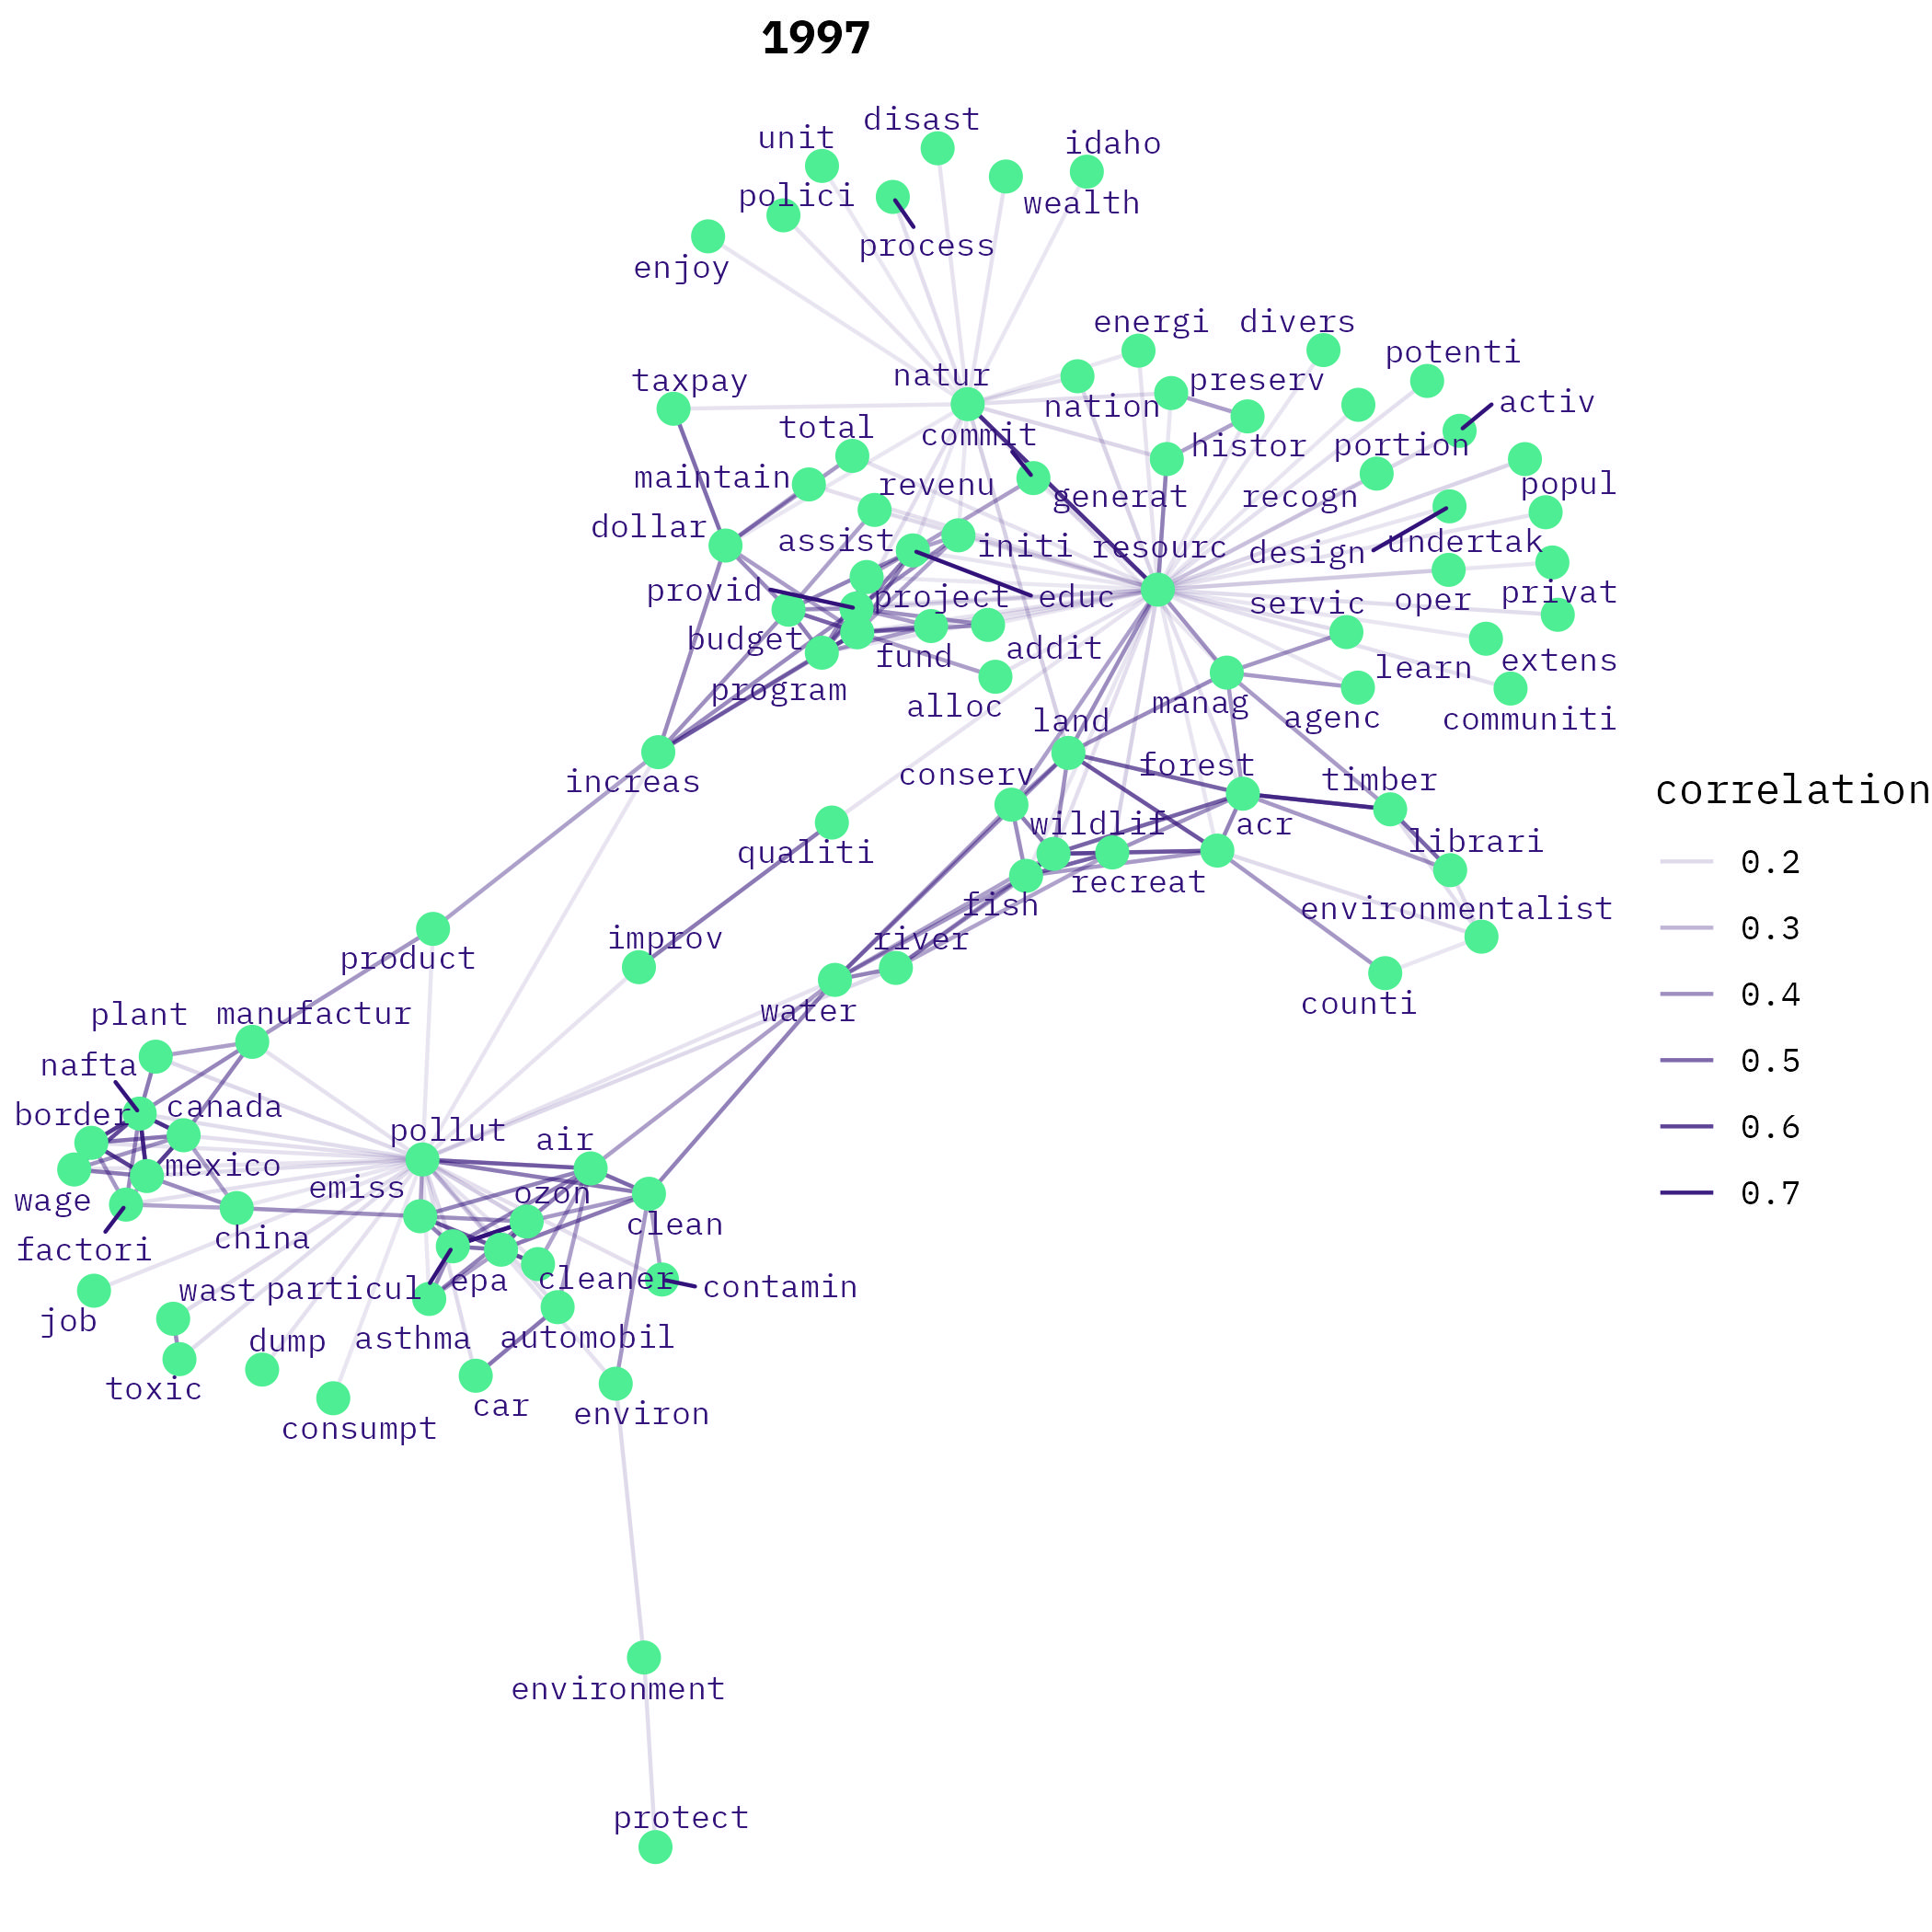 1997
disast
unit
idaho
polici
wealth
process
enjoy
energi
divers
potenti
natur
taxpay
preserv
activ
nation
total
commit
histor
portion
maintain
revenu
popul
generat
recogn
dollar
assist
initi
resourc
design
undertak
provid
project
educ
servic
oper
privat
budget
fund
addit
learn
extens
program
alloc
manag
agenc
communiti
land
increas
conserv
forest
timber
correlation
qualiti
wildlif
acr
librari
0.2
recreat
fish
environmentalist
0.3
improv
river
product
water
counti
0.4
plant
manufactur
nafta
0.5
border
canada
pollut
air
0.6
mexico
emiss
ozon
wage
clean
0.7
factori
china
wast
particul
epa
cleaner
contamin
job
dump
asthma
automobil
toxic
car
environ
consumpt
environment
protect